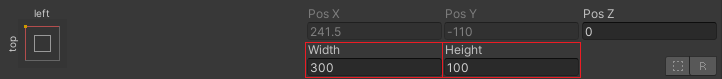 left
top
Pos X Pos Y Pos Z
241.5 -110 0
Width Height
300 100
R